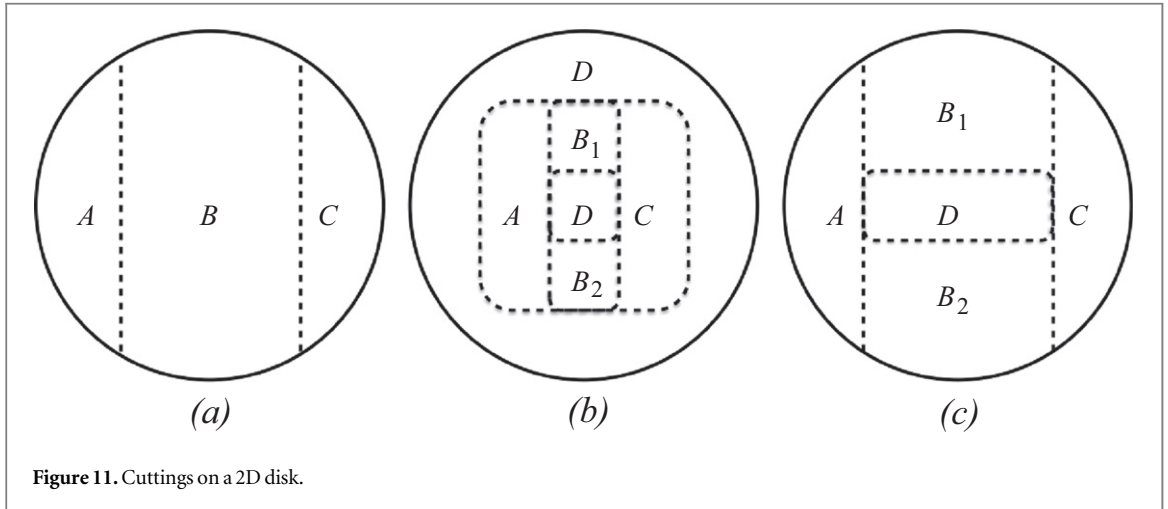 D
B1
A B C A D C A D C
B2
B1
B2
(a) (b) (c)
Figure 11. Cuttings on a 2D disk.